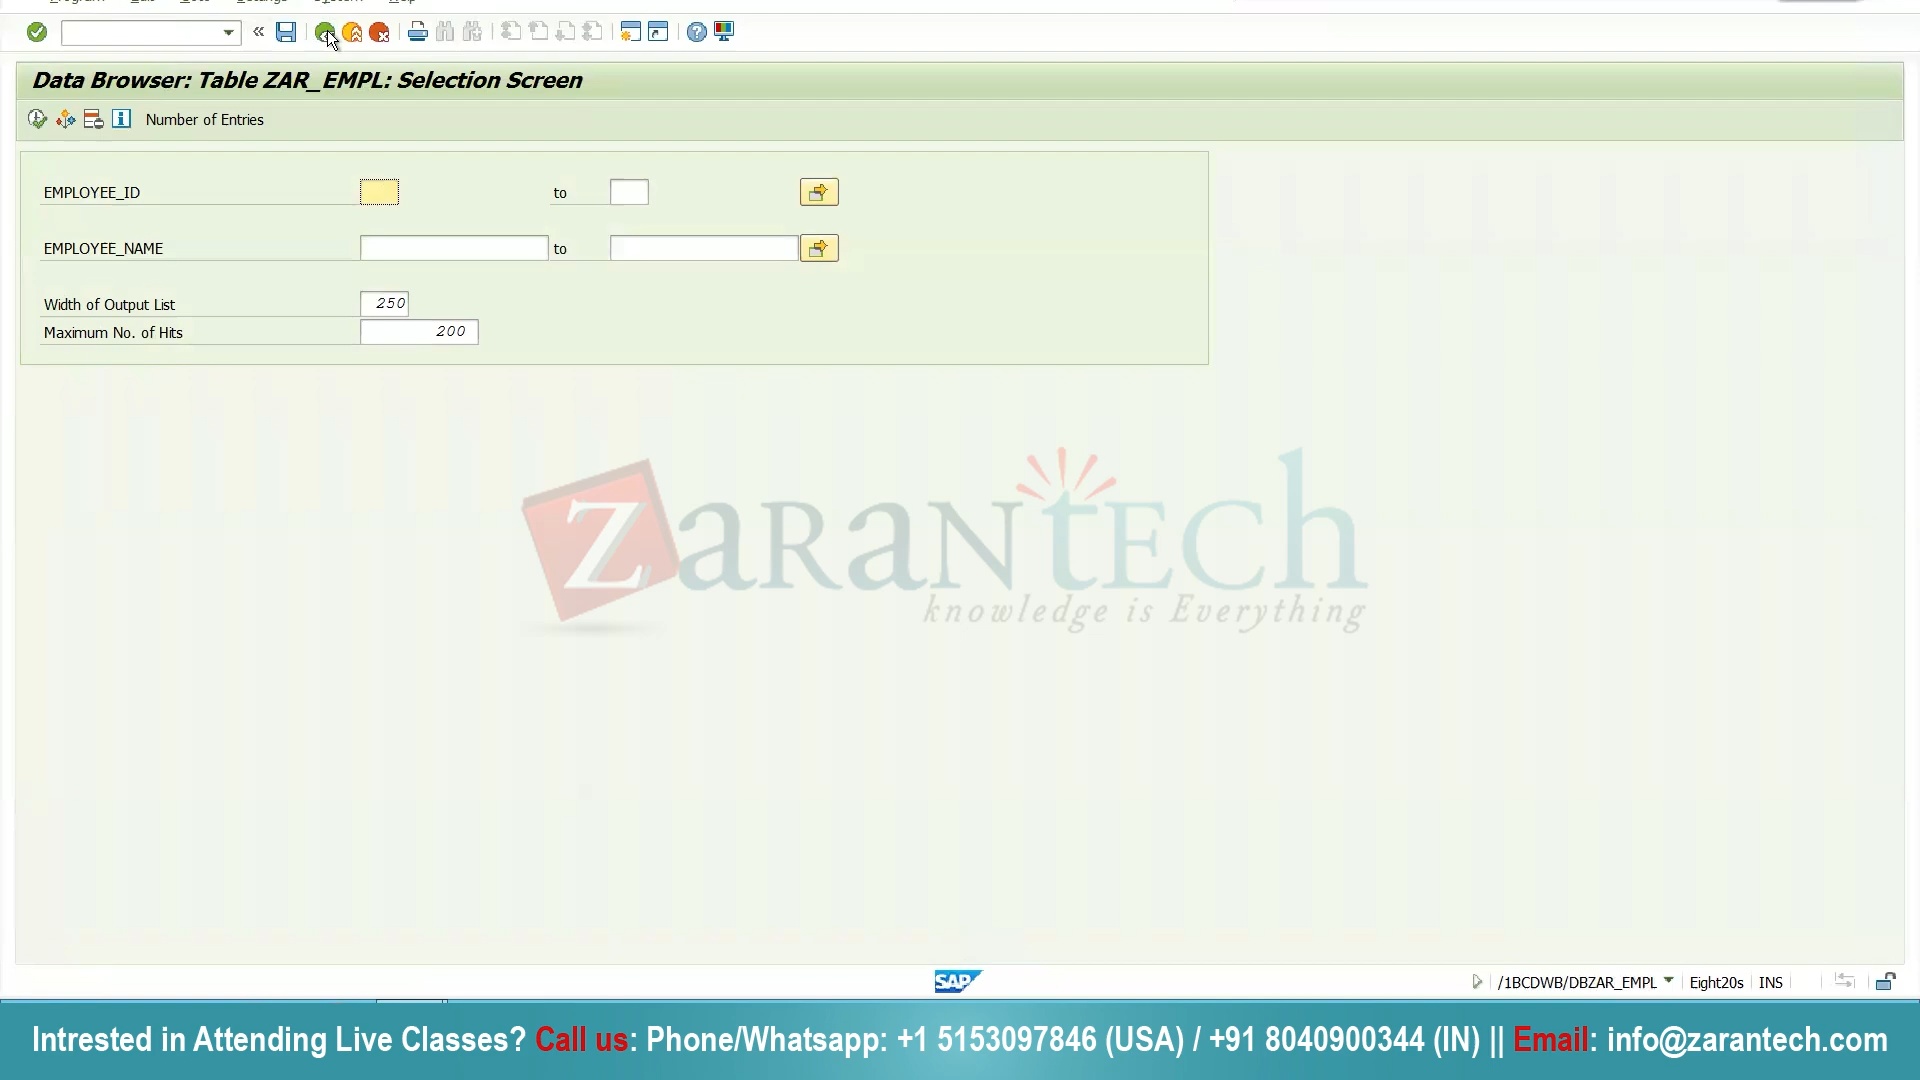 Data Browser: Table ZAR_EMPL: Selection Screen
Number of Entries
EMPLOYEE_ID to
EMPLOYEE_NAME to
Width of Output List 250
Maximum No. of Hits 200
ZaranTech
knowledge is Everything
SAP /1BCDWB/DBZAR_EMPL Eight20s INS
Intrested in Attending Live Classes? Call us: Phone/Whatsapp: +1 5153097846 (USA) / +91 8040900344 (IN) || Email: info@zarantech.com